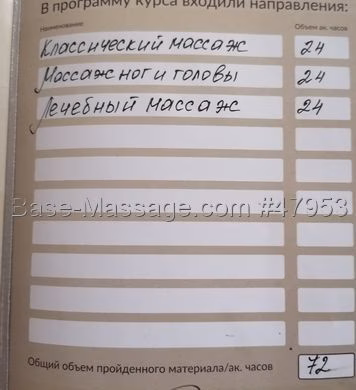 В программу курса входили направления:
Наименование Объем ак. часов
Классический массаж 24
Массаж ног и головы 24
Лечебный массаж 24
Base-Massage.com #47953
Общий объем пройденного материала/ак. часов 72